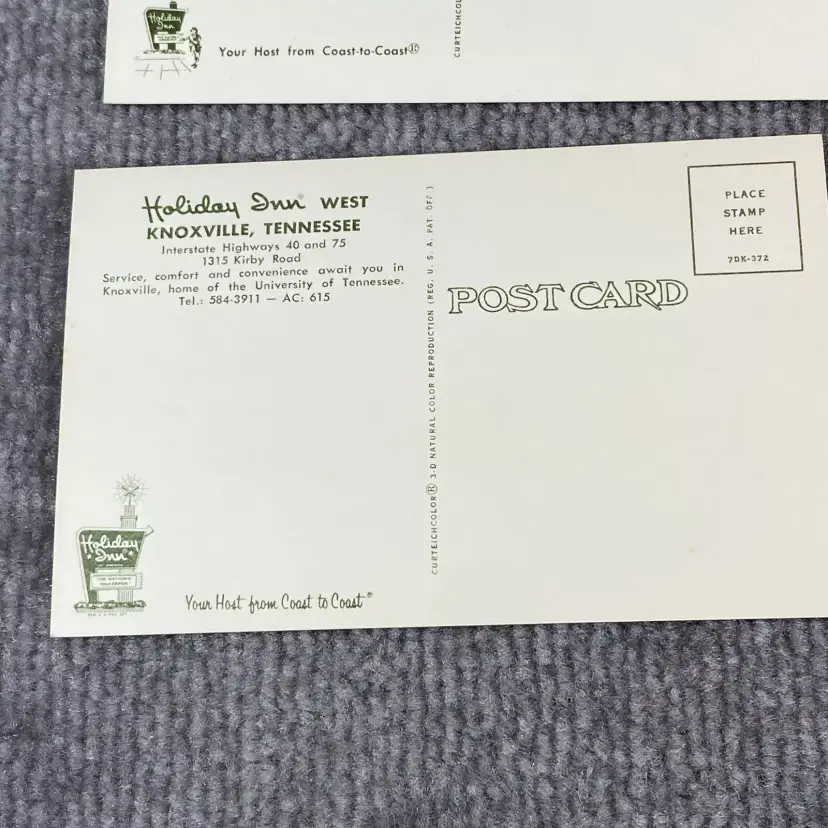 Holiday Inn
Your Host from Coast-to-Coast®
CURTEICHCOL
Holiday Inn® WEST
KNOXVILLE, TENNESSEE
Interstate Highways 40 and 75
1315 Kirby Road
Service, comfort and convenience await you in
Knoxville, home of the University of Tennessee.
Tel.: 584-3911 — AC: 615
Holiday
Inn
Your Host from Coast to Coast®
CURTEICHCOLOR® 3-D NATURAL COLOR REPRODUCTION (REG. U. S. A. PAT. OFF.)
POST CARD
PLACE
STAMP
HERE
7DK-372